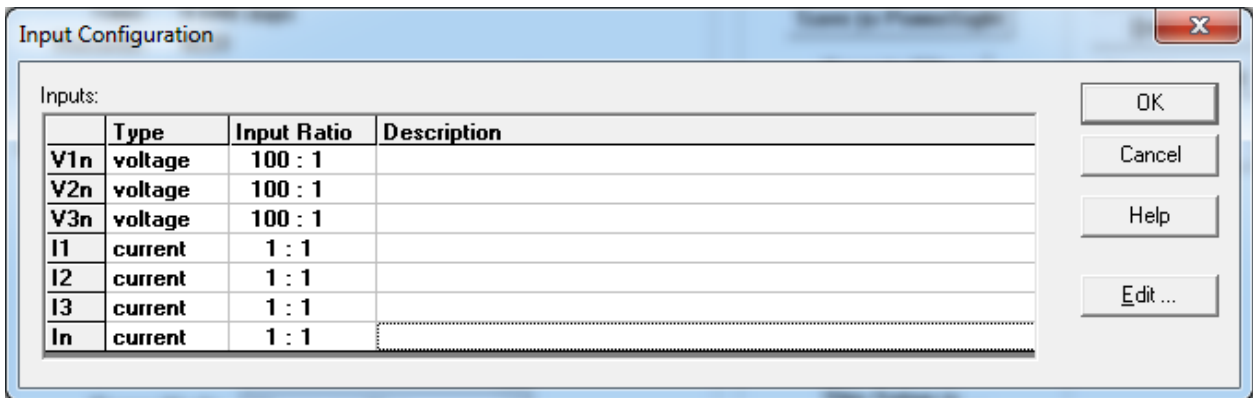 Input Configuration
Inputs:
Type Input Ratio Description
V1n voltage 100 : 1
V2n voltage 100 : 1
V3n voltage 100 : 1
I1 current 1 : 1
I2 current 1 : 1
I3 current 1 : 1
In current 1 : 1
OK
Cancel
Help
Edit ...